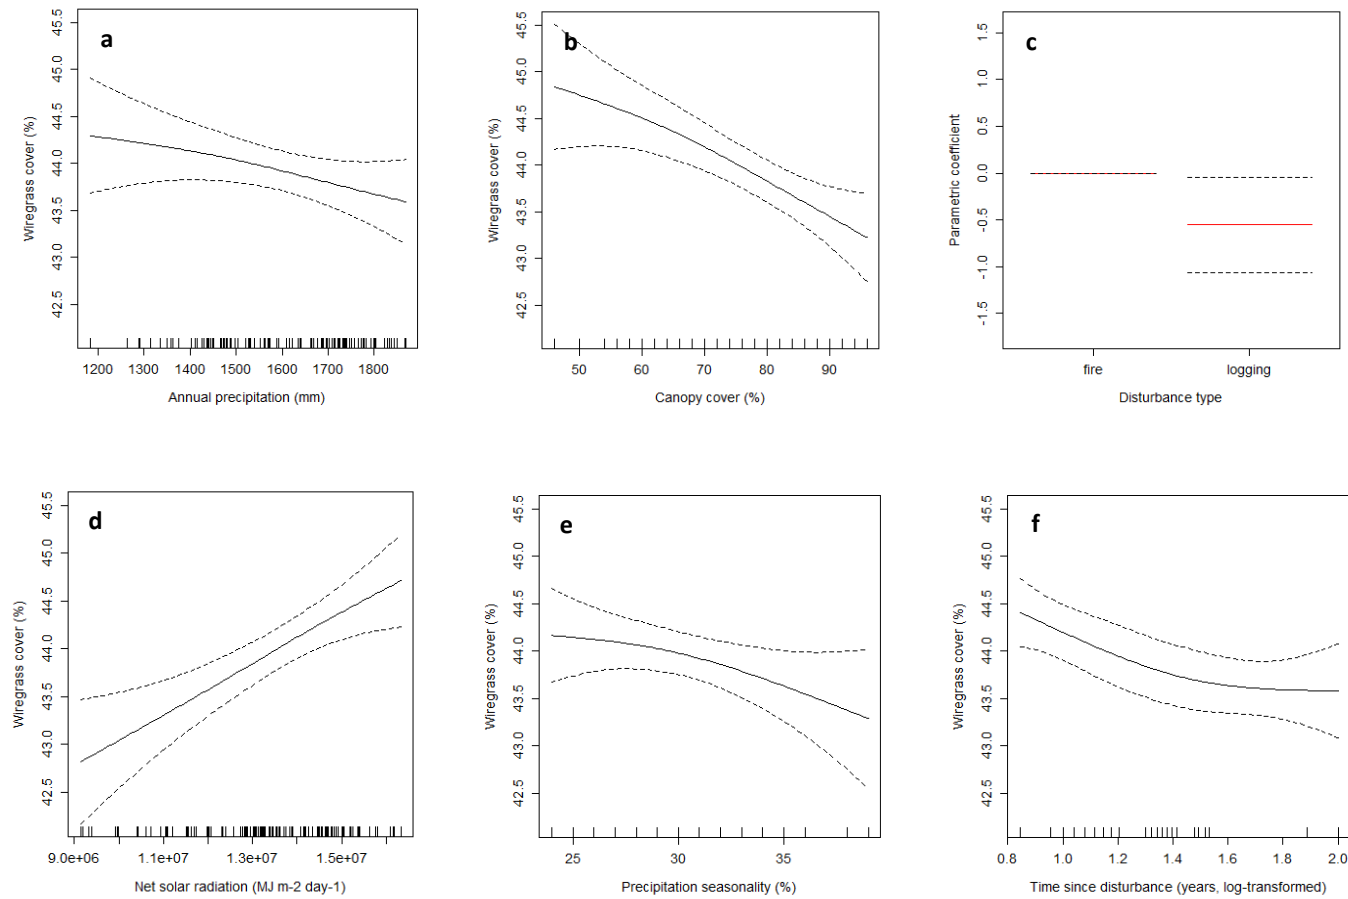 a
45.5
45.0
44.5
44.0
43.5
43.0
42.5
Wiregrass cover (%)
1200 1300 1400 1500 1600 1700 1800
Annual precipitation (mm)
b
45.5
45.0
44.5
44.0
43.5
43.0
42.5
Wiregrass cover (%)
50 60 70 80 90
Canopy cover (%)
c
1.5
1.0
0.5
0.0
-0.5
-1.0
-1.5
Parametric coefficient
fire logging
Disturbance type
d
45.5
45.0
44.5
44.0
43.5
43.0
42.5
Wiregrass cover (%)
9.0e+06 1.1e+07 1.3e+07 1.5e+07
Net solar radiation (MJ m-2 day-1)
e
45.5
45.0
44.5
44.0
43.5
43.0
42.5
Wiregrass cover (%)
25 30 35
Precipitation seasonality (%)
f
45.5
45.0
44.5
44.0
43.5
43.0
42.5
Wiregrass cover (%)
0.8 1.0 1.2 1.4 1.6 1.8 2.0
Time since disturbance (years, log-transformed)